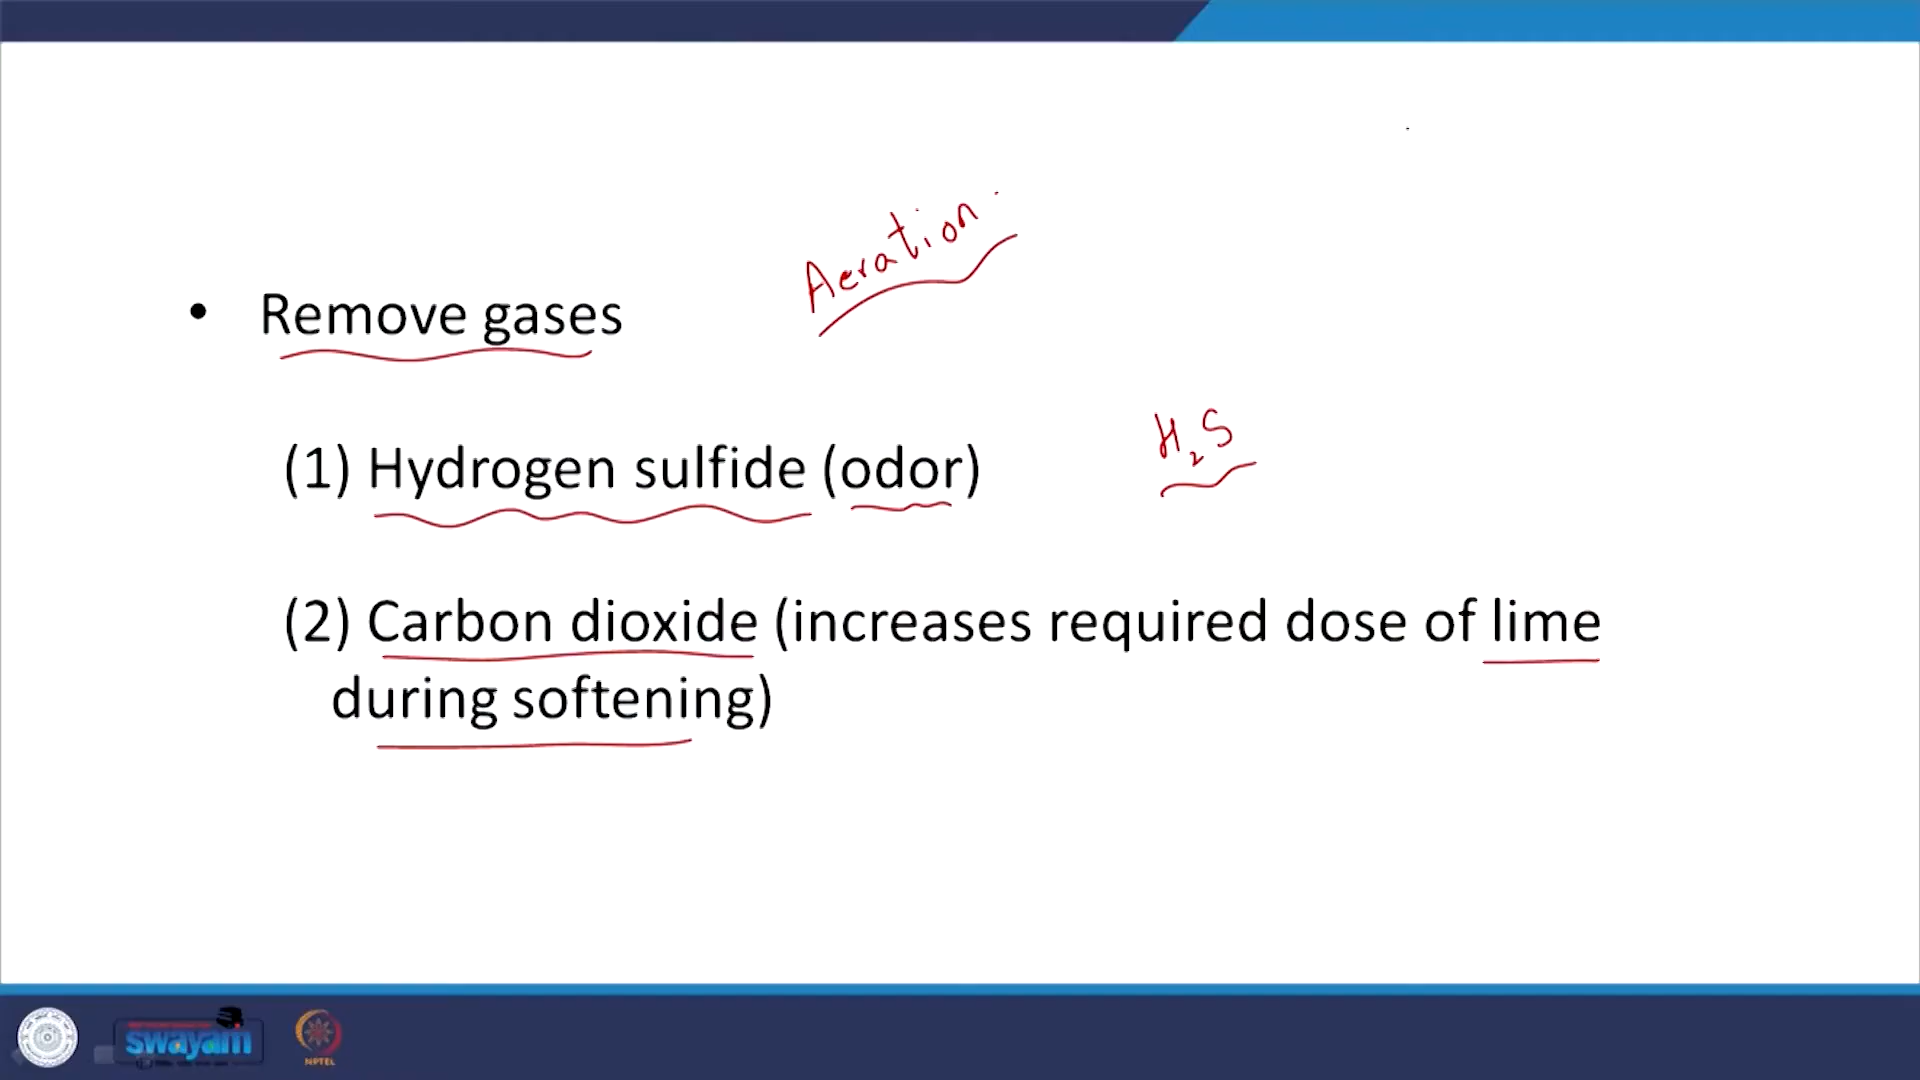 Aeration
• Remove gases
H2S
(1) Hydrogen sulfide (odor)
(2) Carbon dioxide (increases required dose of lime
during softening)
swayam
NPTEL